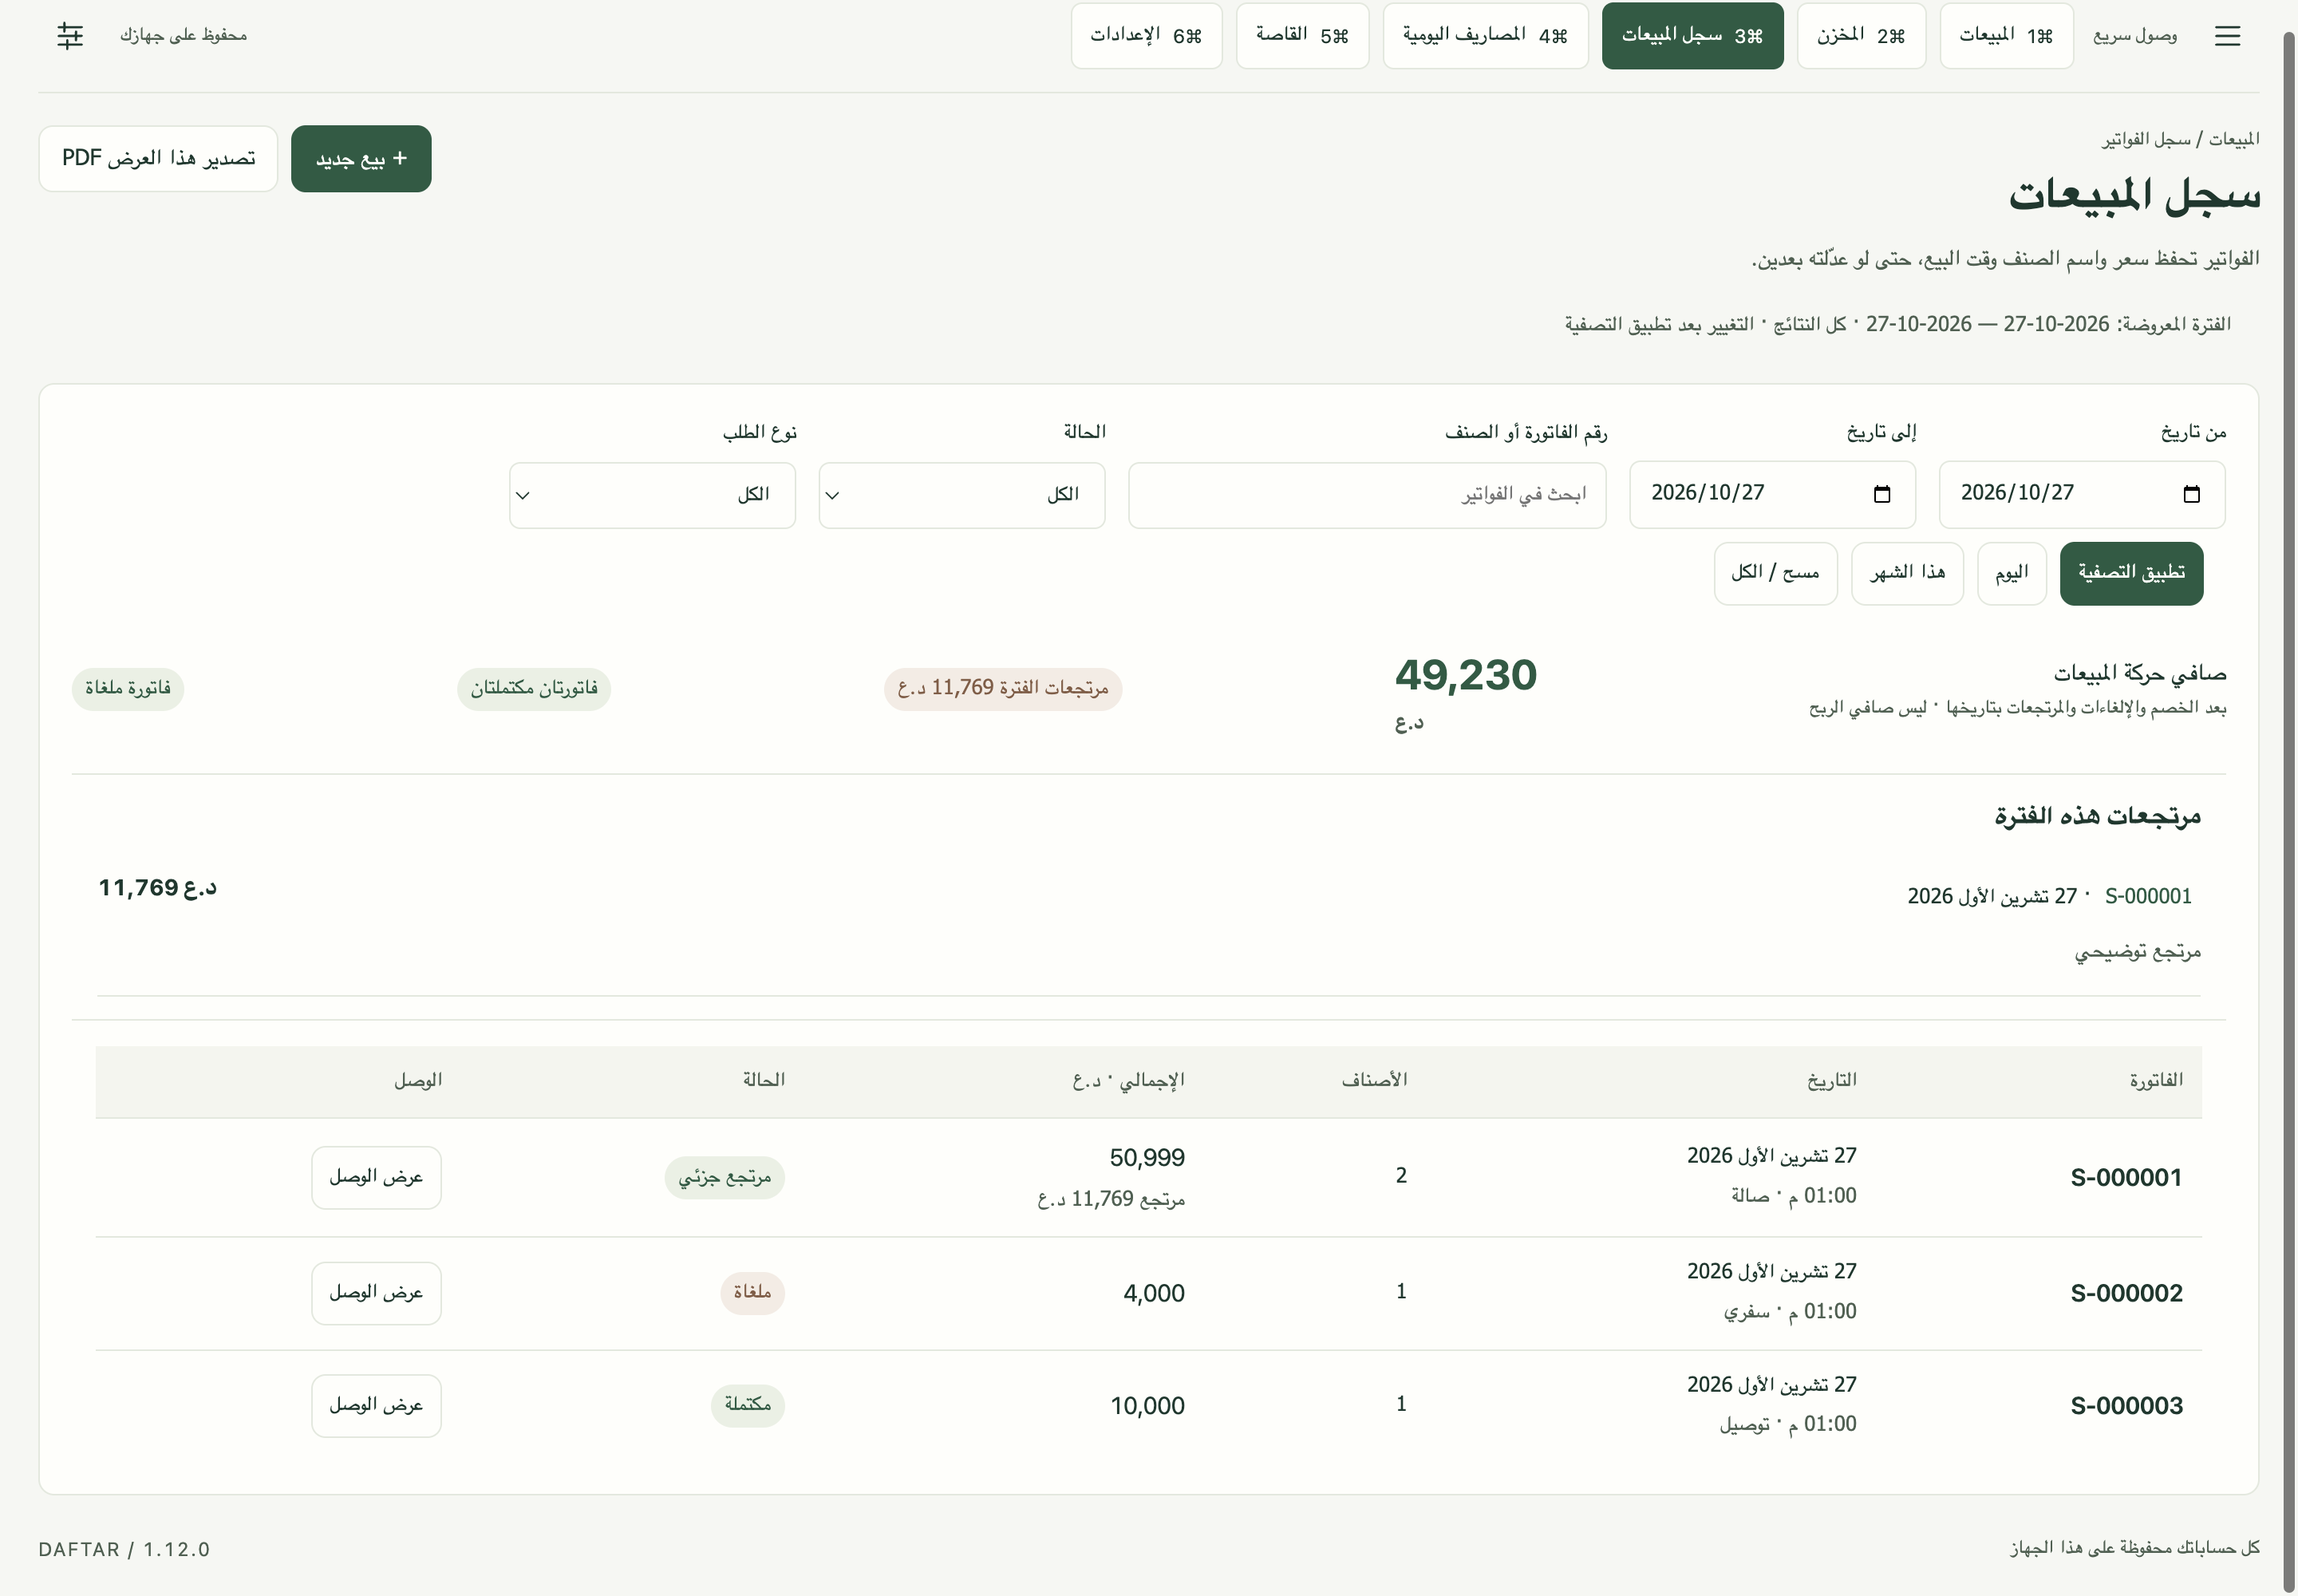 وصول سريع
⌘1 المبيعات
⌘2 المخزن
⌘3 سجل المبيعات
⌘4 المصاريف اليومية
⌘5 القاصة
⌘6 الإعدادات
محفوظ على جهازك
المبيعات / سجل الفواتير
سجل المبيعات
+ بيع جديد
تصدير هذا العرض PDF
الفواتير تحفظ سعر واسم الصنف وقت البيع، حتى لو عدّلته بعدين.
الفترة المعروضة: 2026-10-27 — 2026-10-27 · كل النتائج · التغيير بعد تطبيق التصفية
من تاريخ
إلى تاريخ
رقم الفاتورة أو الصنف
الحالة
نوع الطلب
2026/10/27
2026/10/27
ابحث في الفواتير
الكل
الكل
تطبيق التصفية
اليوم
هذا الشهر
مسح / الكل
صافي حركة المبيعات
بعد الخصم والإلغاءات والمرتجعات بتاريخها · ليس صافي الربح
49,230
د.ع
مرتجعات الفترة 11,769 د.ع
فاتورتان مكتملتان
فاتورة ملغاة
مرتجعات هذه الفترة
S-000001 · 27 تشرين الأول 2026
د.ع 11,769
مرتجع توضيحي
الفاتورة التاريخ الأصناف الإجمالي · د.ع الحالة الوصل
S-000001
27 تشرين الأول 2026
01:00 م · صالة
2
50,999
مرتجع 11,769 د.ع
مرتجع جزئي
عرض الوصل
S-000002
27 تشرين الأول 2026
01:00 م · سفري
1
4,000
ملغاة
عرض الوصل
S-000003
27 تشرين الأول 2026
01:00 م · توصيل
1
10,000
مكتملة
عرض الوصل
كل حساباتك محفوظة على هذا الجهاز
DAFTAR / 1.12.0